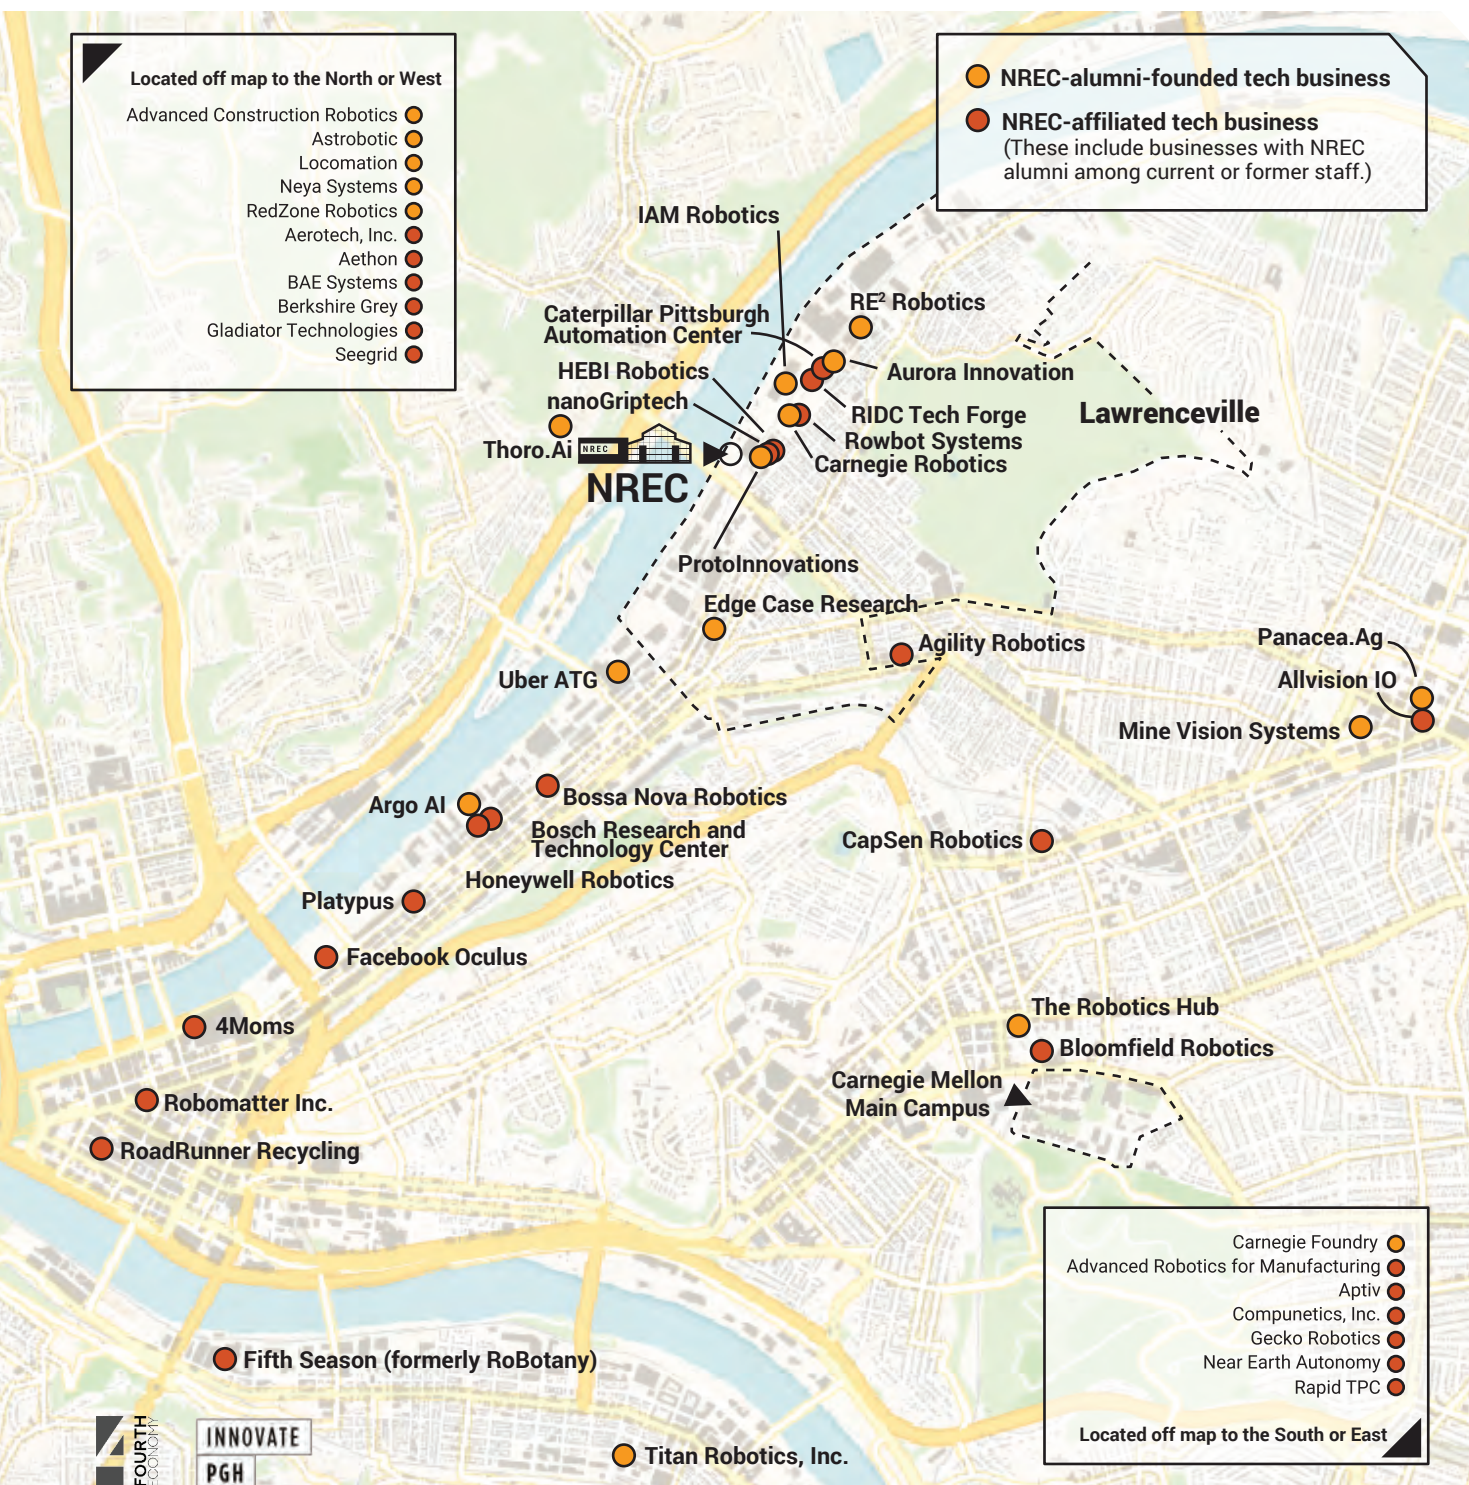 Located off map to the North or West
Advanced Construction Robotics
Astrobotic
Locomation
Neya Systems
RedZone Robotics
Aerotech, Inc.
Aethon
BAE Systems
Berkshire Grey
Gladiator Technologies
Seegrid
NREC-alumni-founded tech business
NREC-affiliated tech business
(These include businesses with NREC
alumni among current or former staff.)
IAM Robotics
RE² Robotics
Caterpillar Pittsburgh
Automation Center
HEBI Robotics
nanoGriptech
Aurora Innovation
RIDC Tech Forge
Rowbot Systems
Carnegie Robotics
Lawrenceville
Thoro.Ai
NREC
NREC
ProtoInnovations
Edge Case Research
Agility Robotics
Uber ATG
Panacea.Ag
Allvision IO
Mine Vision Systems
Argo AI
Bossa Nova Robotics
Bosch Research and
Technology Center
Honeywell Robotics
CapSen Robotics
Platypus
Facebook Oculus
4Moms
The Robotics Hub
Bloomfield Robotics
Carnegie Mellon
Main Campus
Robomatter Inc.
RoadRunner Recycling
Carnegie Foundry
Advanced Robotics for Manufacturing
Aptiv
Compunetics, Inc.
Gecko Robotics
Near Earth Autonomy
Rapid TPC
Located off map to the South or East
Fifth Season (formerly RoBotany)
Titan Robotics, Inc.
FOURTH
ECONOMY
INNOVATE
PGH